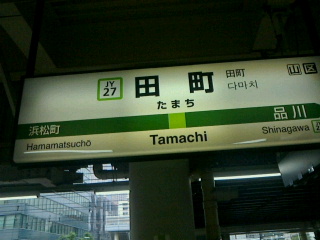 JY
27
田町
田町
다마치
山 区
たまち
浜松町
Hamamatsuchō
Tamachi
品川
Shinagawa